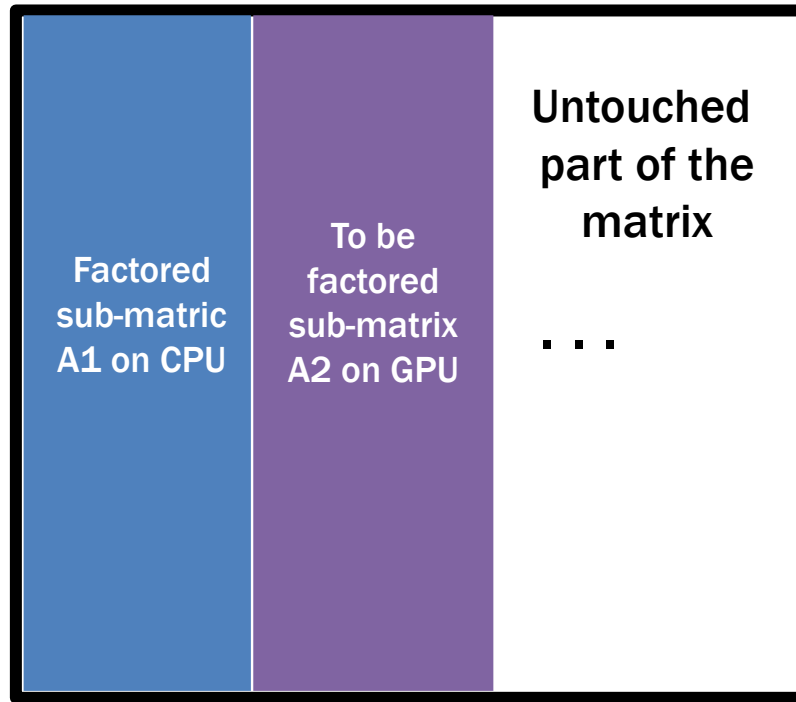 Factored
sub-matric
A1 on CPU
To be
factored
sub-matrix
A2 on GPU
Untouched
part of the
matrix
. . .